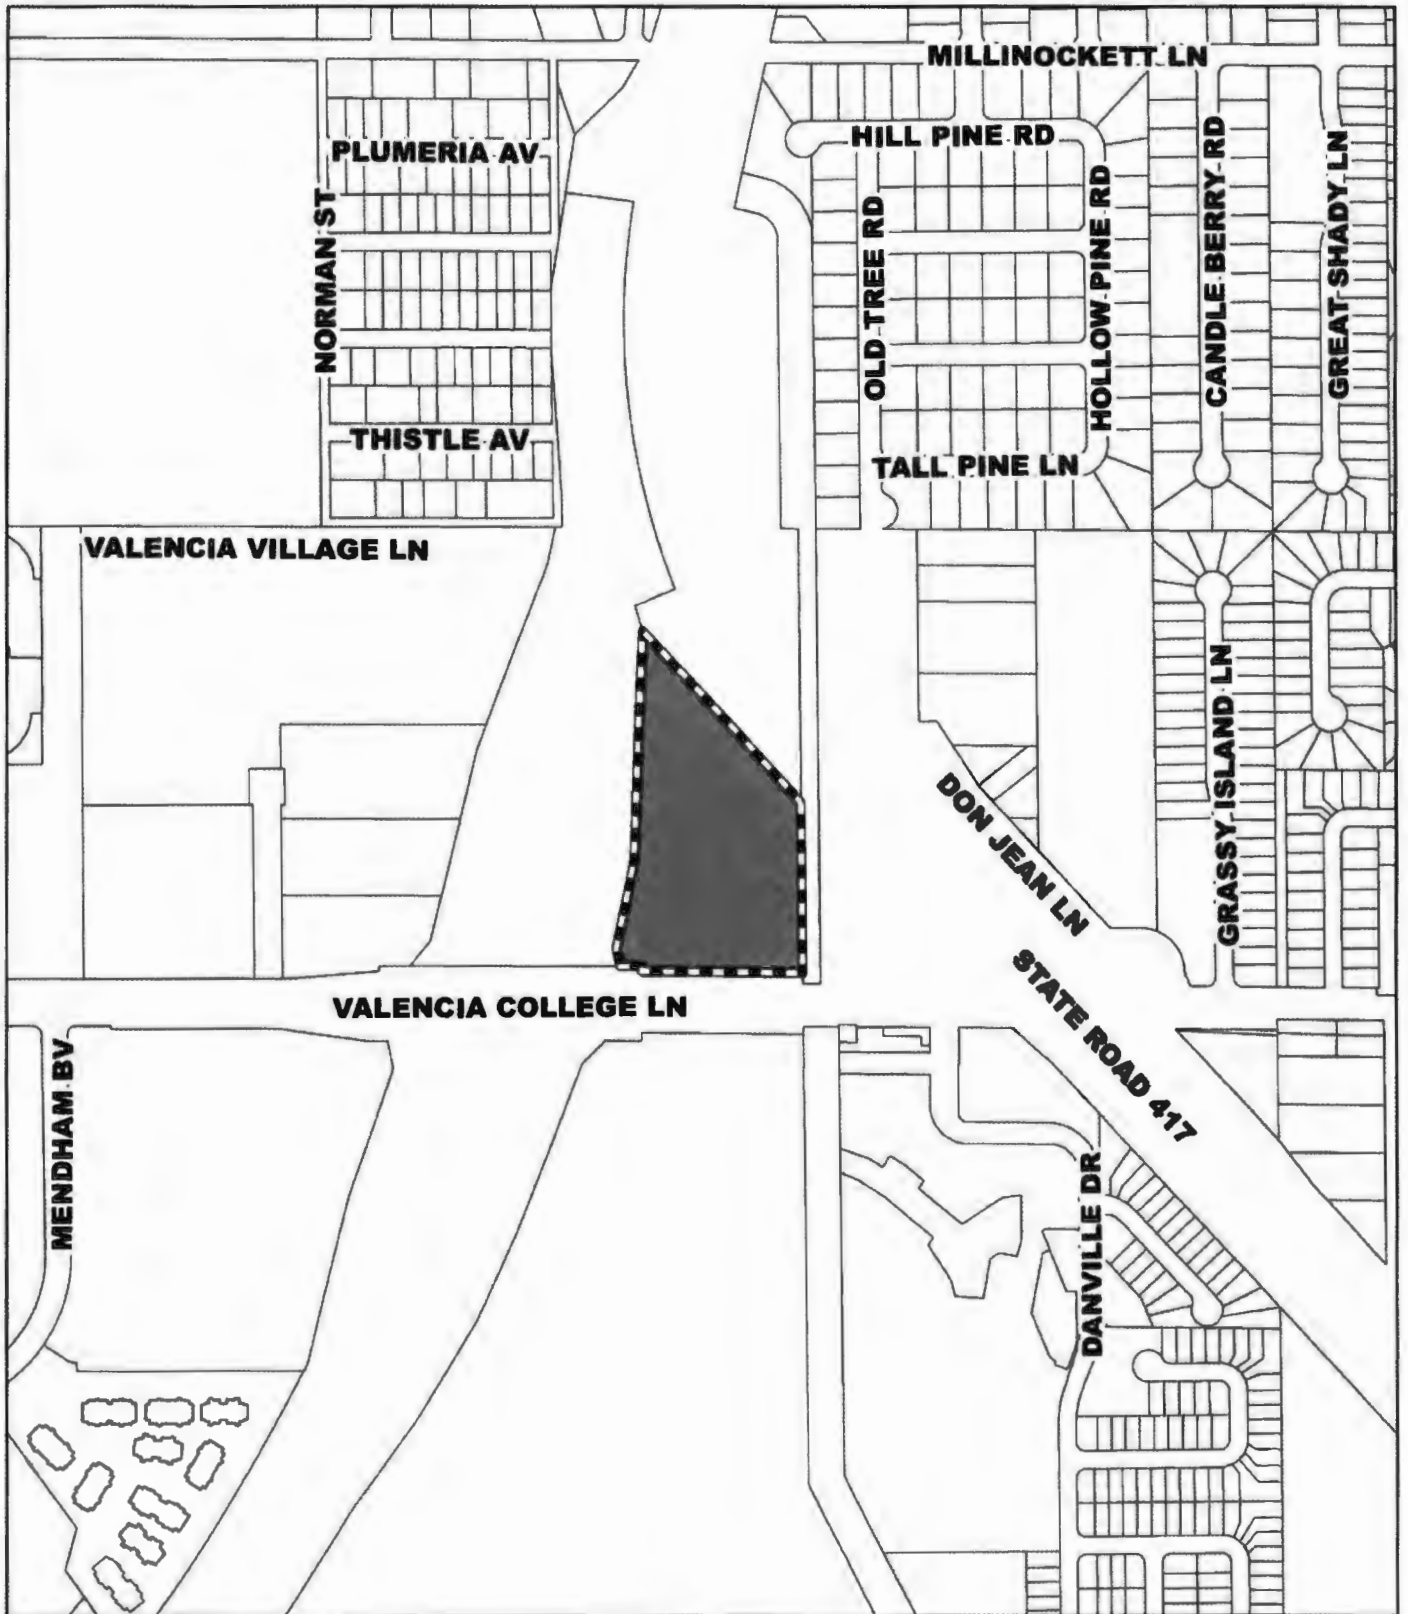 MILLINOCKETT LN
HILL PINE RD
PLUMERIA AV
NORMAN ST
OLD TREE RD
HOLLOW PINE RD
CANDLE BERRY RD
GREAT SHADY LN
THISTLE AV
TALL PINE LN
VALENCIA VILLAGE LN
GRASSY ISLAND LN
DON JEAN LN
STATE ROAD 417
VALENCIA COLLEGE LN
MENDHAM BV
DANVILLE DR